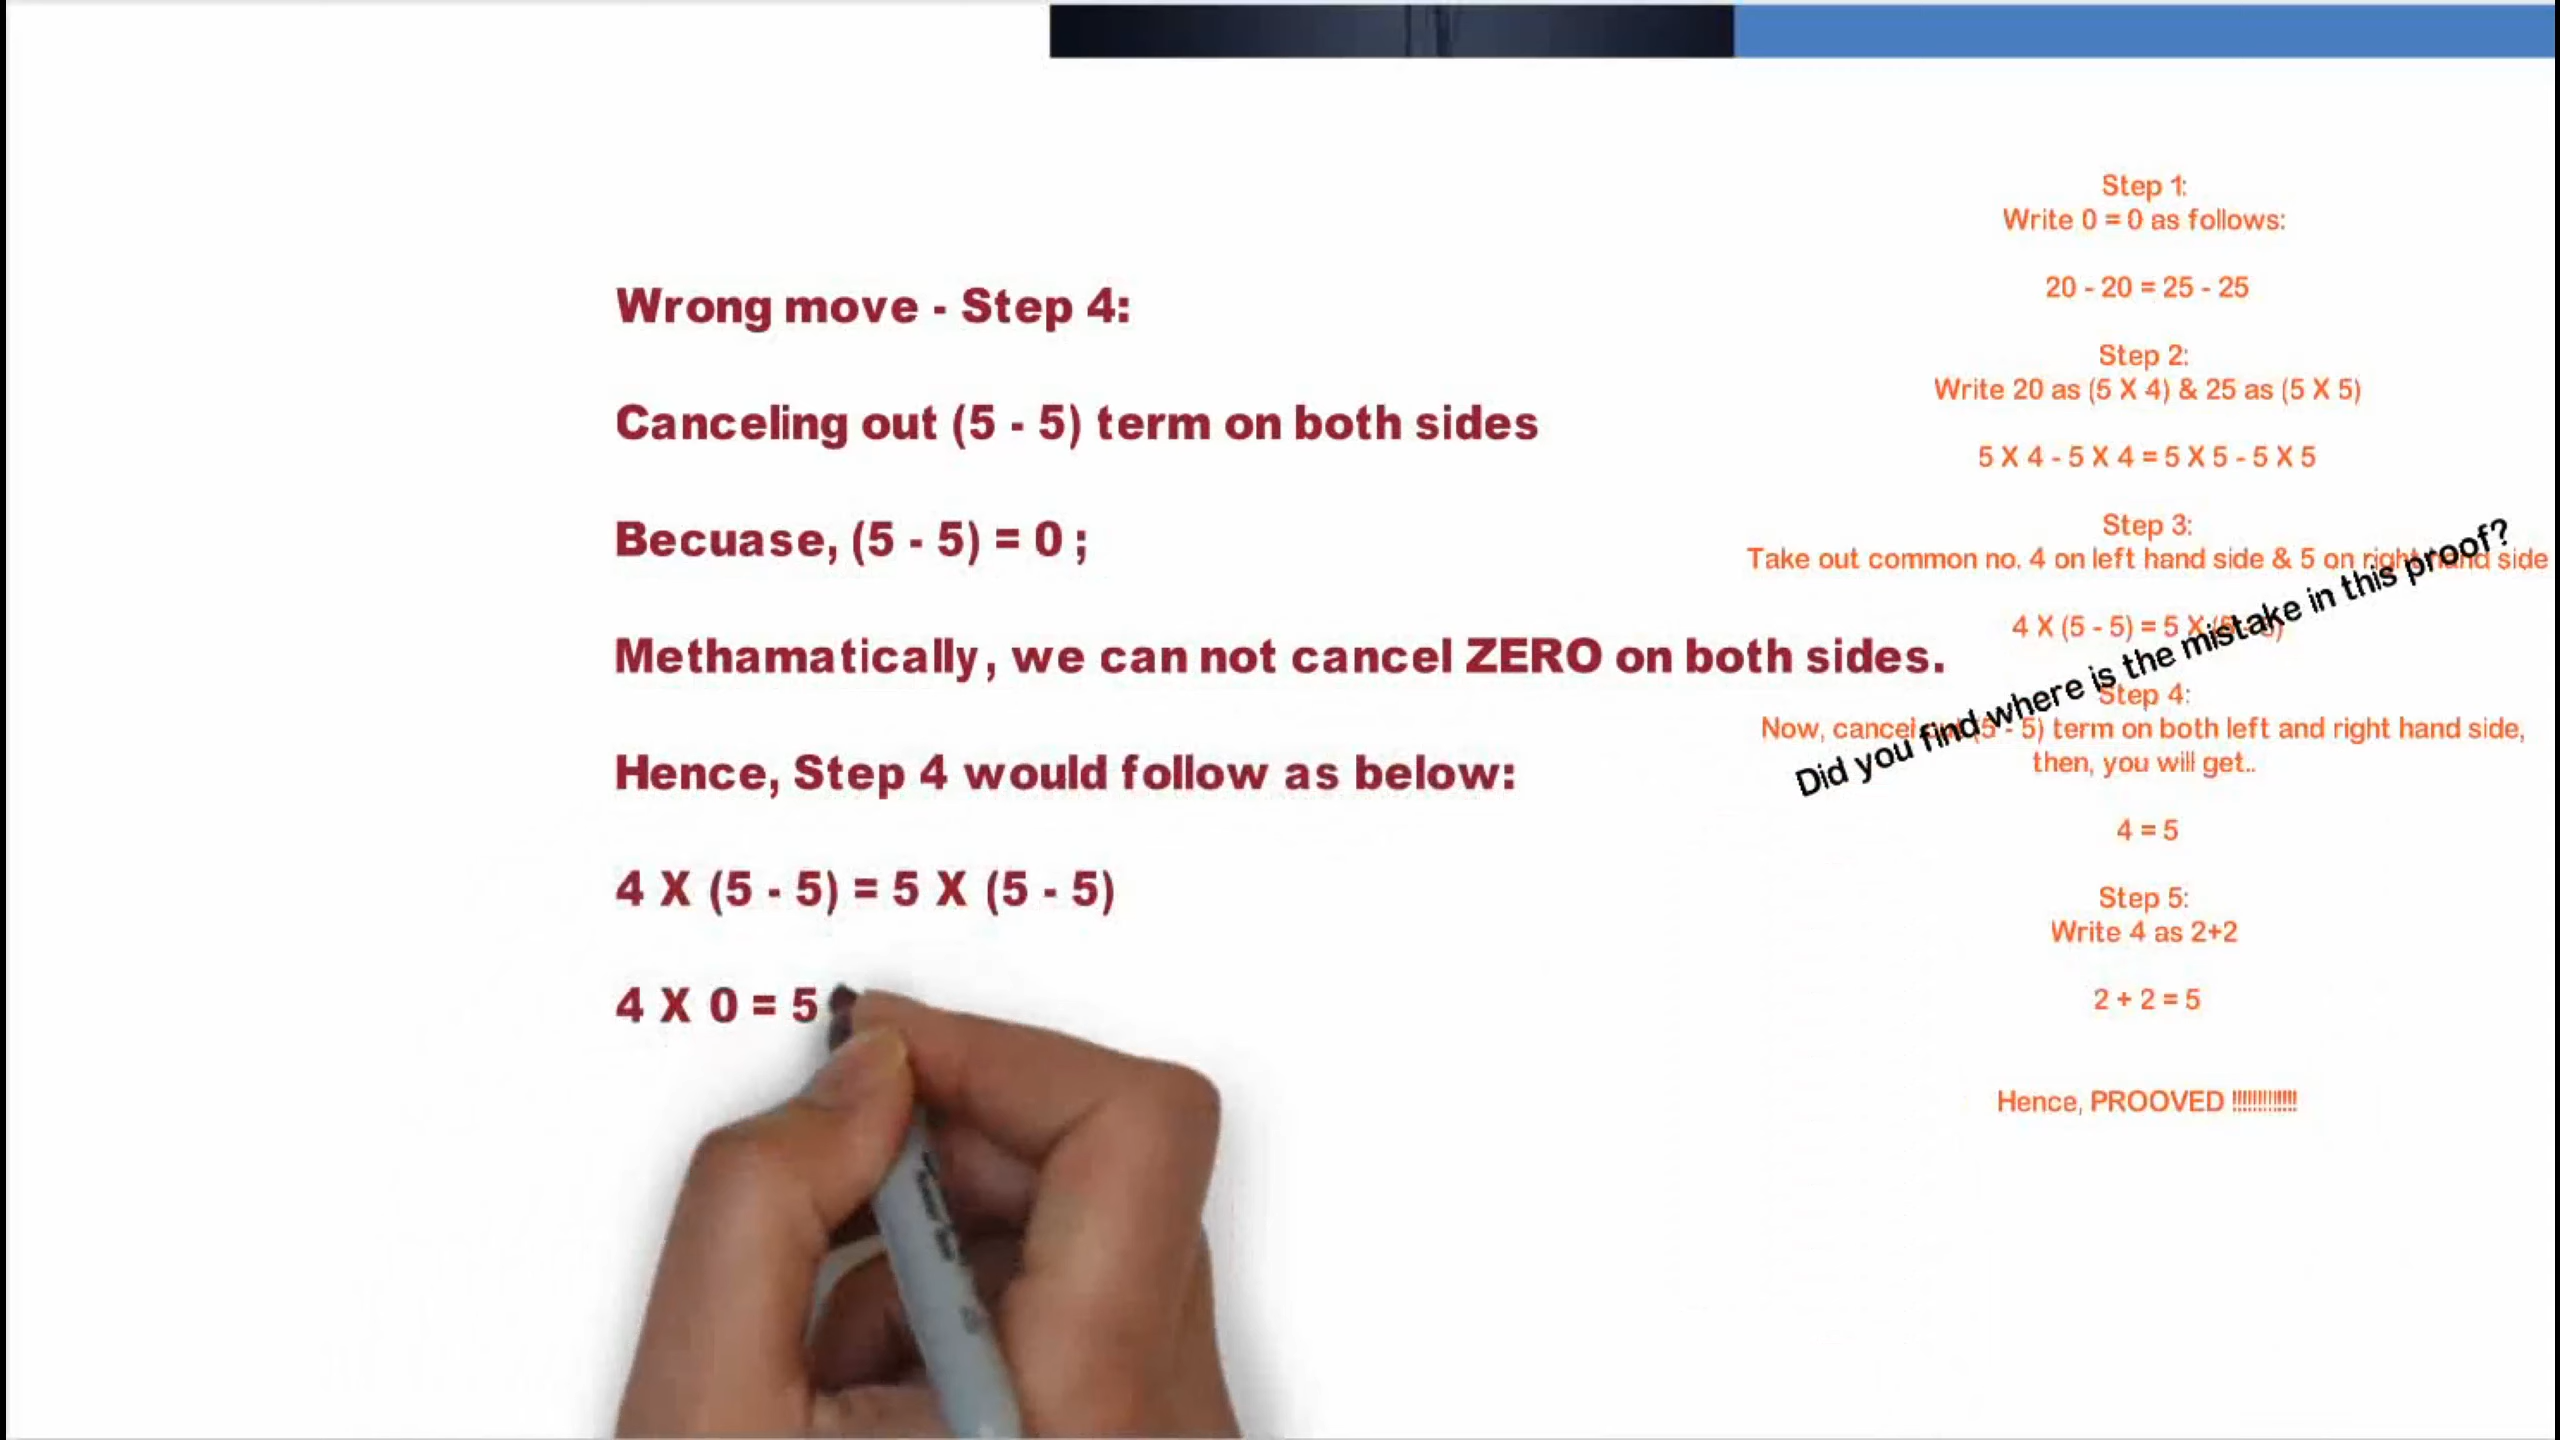 Wrong move - Step 4:
Canceling out (5 - 5) term on both sides
Becuase, (5 - 5) = 0 ;
Methamatically, we can not cancel ZERO on both sides.
Hence, Step 4 would follow as below:
4 X (5 - 5) = 5 X (5 - 5)
4 X 0 = 5
Step 1:
Write 0 = 0 as follows:
20 - 20 = 25 - 25
Step 2:
Write 20 as (5 X 4) & 25 as (5 X 5)
5 X 4 - 5 X 4 = 5 X 5 - 5 X 5
Step 3:
Take out common no. 4 on left hand side & 5 on right hand side
4 X (5 - 5) = 5 X (5 - 5)
Step 4:
Now, cancel out (5 - 5) term on both left and right hand side,
then, you will get..
4 = 5
Step 5:
Write 4 as 2+2
2 + 2 = 5
Hence, PROOVED !!!!!!!!!!!!!
Did you find where is the mistake in this proof?